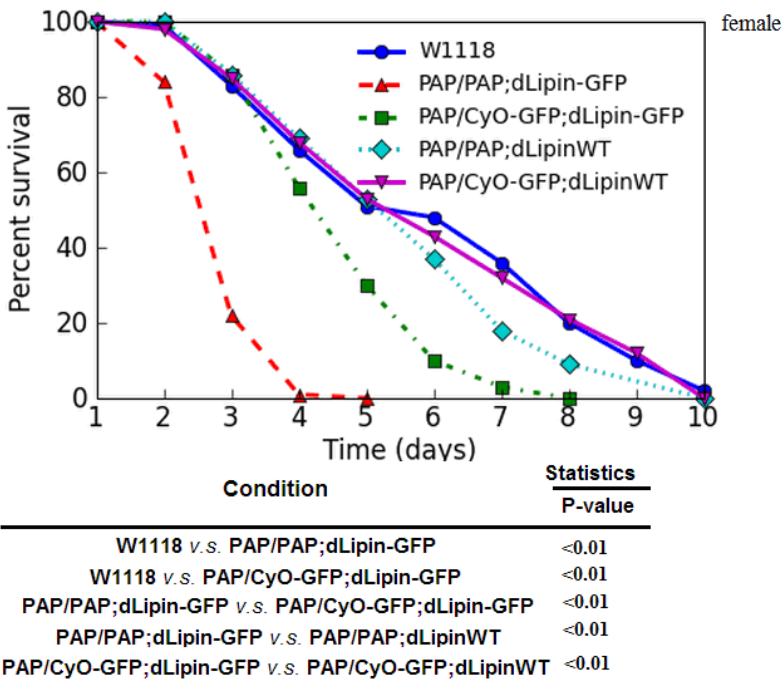 female
100
80
60
40
20
0
Percent survival
W1118
PAP/PAP;dLipin-GFP
PAP/CyO-GFP;dLipin-GFP
PAP/PAP;dLipinWT
PAP/CyO-GFP;dLipinWT
1 2 3 4 5 6 7 8 9 10
Time (days)
Condition
Statistics
P-value
W1118 v.s. PAP/PAP;dLipin-GFP <0.01
W1118 v.s. PAP/CyO-GFP;dLipin-GFP <0.01
PAP/PAP;dLipin-GFP v.s. PAP/CyO-GFP;dLipin-GFP <0.01
PAP/PAP;dLipin-GFP v.s. PAP/PAP;dLipinWT <0.01
PAP/CyO-GFP;dLipin-GFP v.s. PAP/CyO-GFP;dLipinWT <0.01